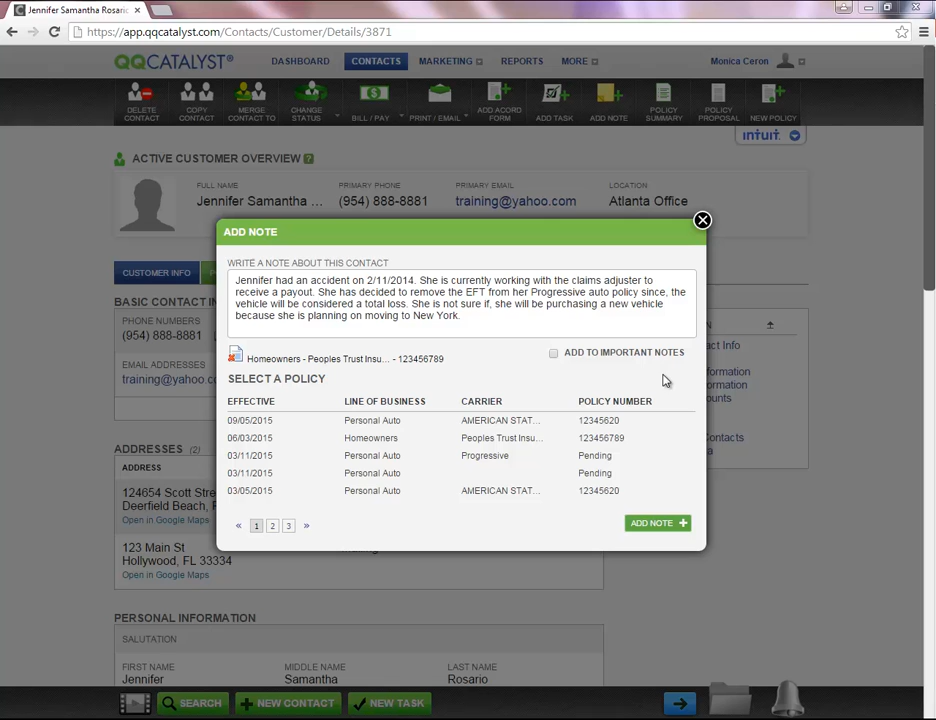 Jennifer Samantha Rosari
https://app.qqcatalyst.com/Contacts/Customer/Details/3871
QQCATALYST® DASHBOARD CONTACTS MARKETING REPORTS MORE Monica Ceron
DELETE CONTACT COPY CONTACT MERGE CONTACT TO CHANGE STATUS BILL / PAY PRINT / EMAIL ADD ACORD FORM ADD TASK ADD NOTE POLICY SUMMARY POLICY PROPOSAL NEW POLICY
intuit
ACTIVE CUSTOMER OVERVIEW ?
FULL NAME PRIMARY PHONE PRIMARY EMAIL LOCATION
Jennifer Samantha ... (954) 888-8881 training@yahoo.com Atlanta Office
ADD NOTE
WRITE A NOTE ABOUT THIS CONTACT
Jennifer had an accident on 2/11/2014. She is currently working with the claims adjuster to
receive a payout. She has decided to remove the EFT from her Progressive auto policy since, the
vehicle will be considered a total loss. She is not sure if, she will be purchasing a new vehicle
because she is planning on moving to New York.
Homeowners - Peoples Trust Insu... - 123456789 ADD TO IMPORTANT NOTES
SELECT A POLICY
EFFECTIVE LINE OF BUSINESS CARRIER POLICY NUMBER
09/05/2015 Personal Auto AMERICAN STAT... 12345620
06/03/2015 Homeowners Peoples Trust Insu... 123456789
03/11/2015 Personal Auto Progressive Pending
03/11/2015 Personal Auto Pending
03/05/2015 Personal Auto AMERICAN STAT... 12345620
« 1 2 3 » ADD NOTE +
CUSTOMER INFO P
BASIC CONTACT IN
PHONE NUMBERS
(954) 888-8881
EMAIL ADDRESSES
training@yahoo.c
N
act Info
nformation
ormation
ounts
Contacts
a
ADDRESSES (2)
ADDRESS
124654 Scott Stre
Deerfield Beach, F
Open in Google Maps
123 Main St
Hollywood, FL 33334
Open in Google Maps
PERSONAL INFORMATION
SALUTATION
FIRST NAME MIDDLE NAME LAST NAME
Jennifer Samantha Rosario
SEARCH + NEW CONTACT NEW TASK